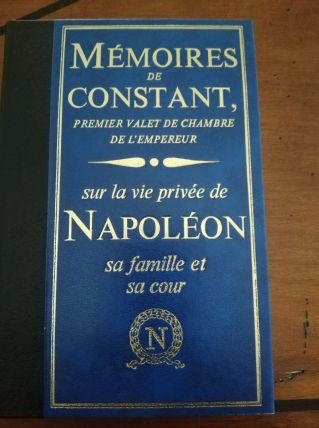 MÉMOIRES
DE
CONSTANT,
PREMIER VALET DE CHAMBRE
DE L'EMPEREUR
sur la vie privée de
NAPOLÉON
sa famille et
sa cour
N